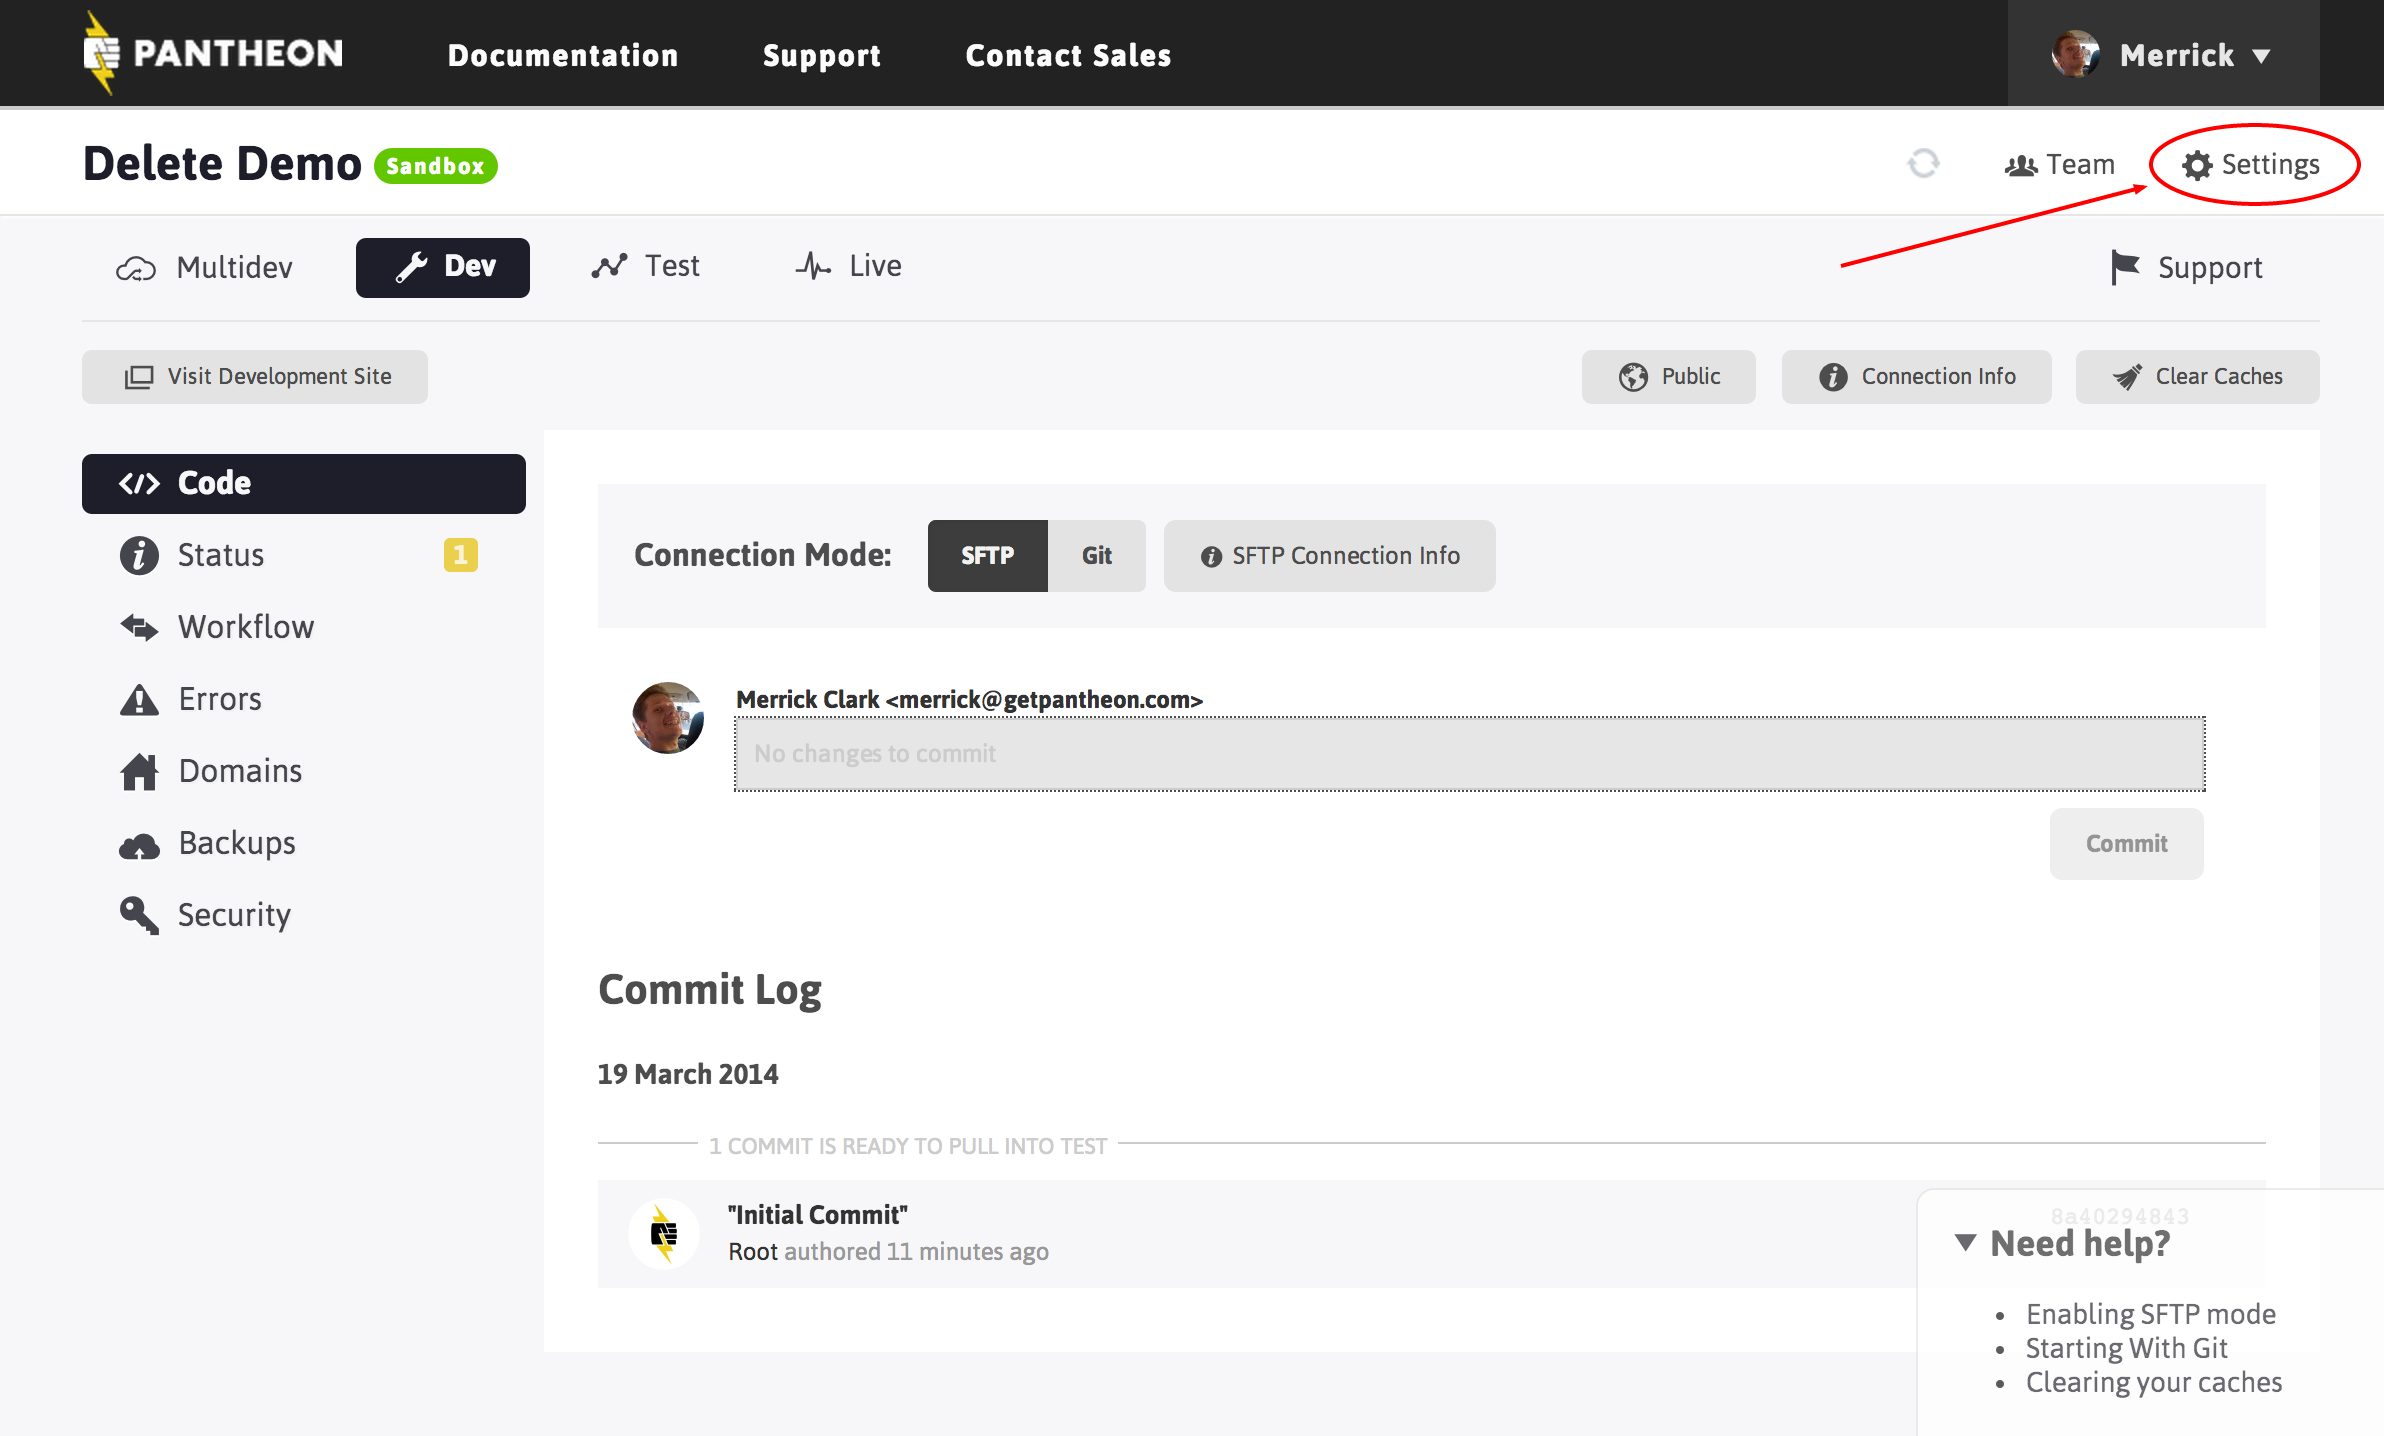 PANTHEON
Documentation Support Contact Sales
Merrick
Delete Demo Sandbox
Team Settings
Multidev Dev Test Live
Support
Visit Development Site
Public Connection Info Clear Caches
Code
Status 1
Workflow
Errors
Domains
Backups
Security
Connection Mode: SFTP Git SFTP Connection Info
Merrick Clark <merrick@getpantheon.com>
No changes to commit
Commit
Commit Log
19 March 2014
1 COMMIT IS READY TO PULL INTO TEST
"Initial Commit"
8a40294843
Root authored 11 minutes ago
Need help?
• Enabling SFTP mode
• Starting With Git
• Clearing your caches